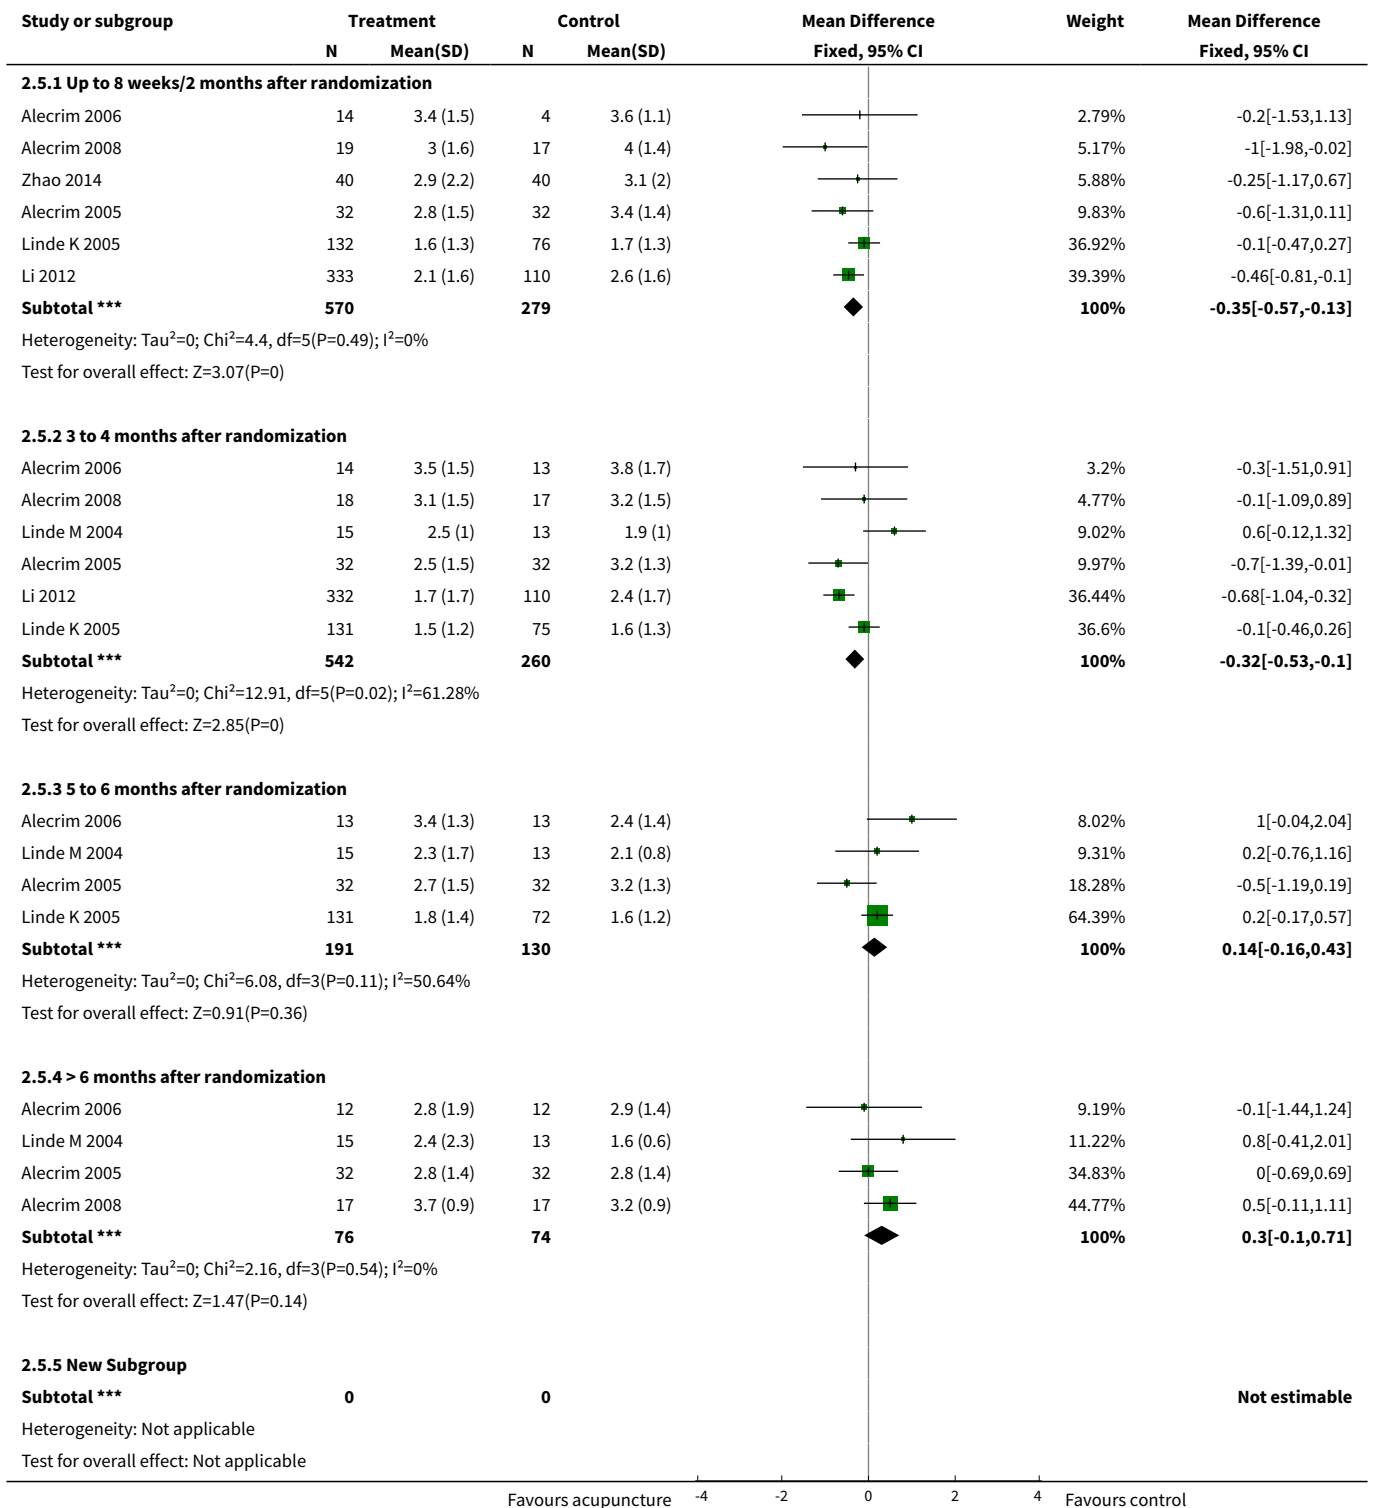 Study or subgroup Treatment Control Mean Difference Weight Mean Difference
N Mean(SD) N Mean(SD) Fixed, 95% CI Fixed, 95% CI
2.5.1 Up to 8 weeks/2 months after randomization
Alecrim 2006 14 3.4 (1.5) 4 3.6 (1.1) 2.79% -0.2[-1.53,1.13]
Alecrim 2008 19 3 (1.6) 17 4 (1.4) 5.17% -1[-1.98,-0.02]
Zhao 2014 40 2.9 (2.2) 40 3.1 (2) 5.88% -0.25[-1.17,0.67]
Alecrim 2005 32 2.8 (1.5) 32 3.4 (1.4) 9.83% -0.6[-1.31,0.11]
Linde K 2005 132 1.6 (1.3) 76 1.7 (1.3) 36.92% -0.1[-0.47,0.27]
Li 2012 333 2.1 (1.6) 110 2.6 (1.6) 39.39% -0.46[-0.81,-0.1]
Subtotal *** 570 279 100% -0.35[-0.57,-0.13]
Heterogeneity: Tau²=0; Chi²=4.4, df=5(P=0.49); I²=0%
Test for overall effect: Z=3.07(P=0)
2.5.2 3 to 4 months after randomization
Alecrim 2006 14 3.5 (1.5) 13 3.8 (1.7) 3.2% -0.3[-1.51,0.91]
Alecrim 2008 18 3.1 (1.5) 17 3.2 (1.5) 4.77% -0.1[-1.09,0.89]
Linde M 2004 15 2.5 (1) 13 1.9 (1) 9.02% 0.6[-0.12,1.32]
Alecrim 2005 32 2.5 (1.5) 32 3.2 (1.3) 9.97% -0.7[-1.39,-0.01]
Li 2012 332 1.7 (1.7) 110 2.4 (1.7) 36.44% -0.68[-1.04,-0.32]
Linde K 2005 131 1.5 (1.2) 75 1.6 (1.3) 36.6% -0.1[-0.46,0.26]
Subtotal *** 542 260 100% -0.32[-0.53,-0.1]
Heterogeneity: Tau²=0; Chi²=12.91, df=5(P=0.02); I²=61.28%
Test for overall effect: Z=2.85(P=0)
2.5.3 5 to 6 months after randomization
Alecrim 2006 13 3.4 (1.3) 13 2.4 (1.4) 8.02% 1[-0.04,2.04]
Linde M 2004 15 2.3 (1.7) 13 2.1 (0.8) 9.31% 0.2[-0.76,1.16]
Alecrim 2005 32 2.7 (1.5) 32 3.2 (1.3) 18.28% -0.5[-1.19,0.19]
Linde K 2005 131 1.8 (1.4) 72 1.6 (1.2) 64.39% 0.2[-0.17,0.57]
Subtotal *** 191 130 100% 0.14[-0.16,0.43]
Heterogeneity: Tau²=0; Chi²=6.08, df=3(P=0.11); I²=50.64%
Test for overall effect: Z=0.91(P=0.36)
2.5.4 > 6 months after randomization
Alecrim 2006 12 2.8 (1.9) 12 2.9 (1.4) 9.19% -0.1[-1.44,1.24]
Linde M 2004 15 2.4 (2.3) 13 1.6 (0.6) 11.22% 0.8[-0.41,2.01]
Alecrim 2005 32 2.8 (1.4) 32 2.8 (1.4) 34.83% 0[-0.69,0.69]
Alecrim 2008 17 3.7 (0.9) 17 3.2 (0.9) 44.77% 0.5[-0.11,1.11]
Subtotal *** 76 74 100% 0.3[-0.1,0.71]
Heterogeneity: Tau²=0; Chi²=2.16, df=3(P=0.54); I²=0%
Test for overall effect: Z=1.47(P=0.14)
2.5.5 New Subgroup
Subtotal *** 0 0 Not estimable
Heterogeneity: Not applicable
Test for overall effect: Not applicable
Favours acupuncture -4 -2 0 2 4 Favours control